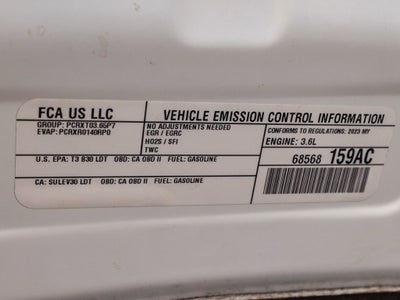 FCA US LLC
GROUP: PCRXT03.65P7
EVAP: PCRXR0140RP0
VEHICLE EMISSION CONTROL INFORMATION
NO ADJUSTMENTS NEEDED
EGR / EGRC
HO2S / SFI
TWC
CONFORMS TO REGULATIONS: 2023 MY
ENGINE: 3.6L
68568 159AC
U.S. EPA: T3 B30 LDT OBD: CA OBD II FUEL: GASOLINE
CA: SULEV30 LDT OBD: CA OBD II FUEL: GASOLINE